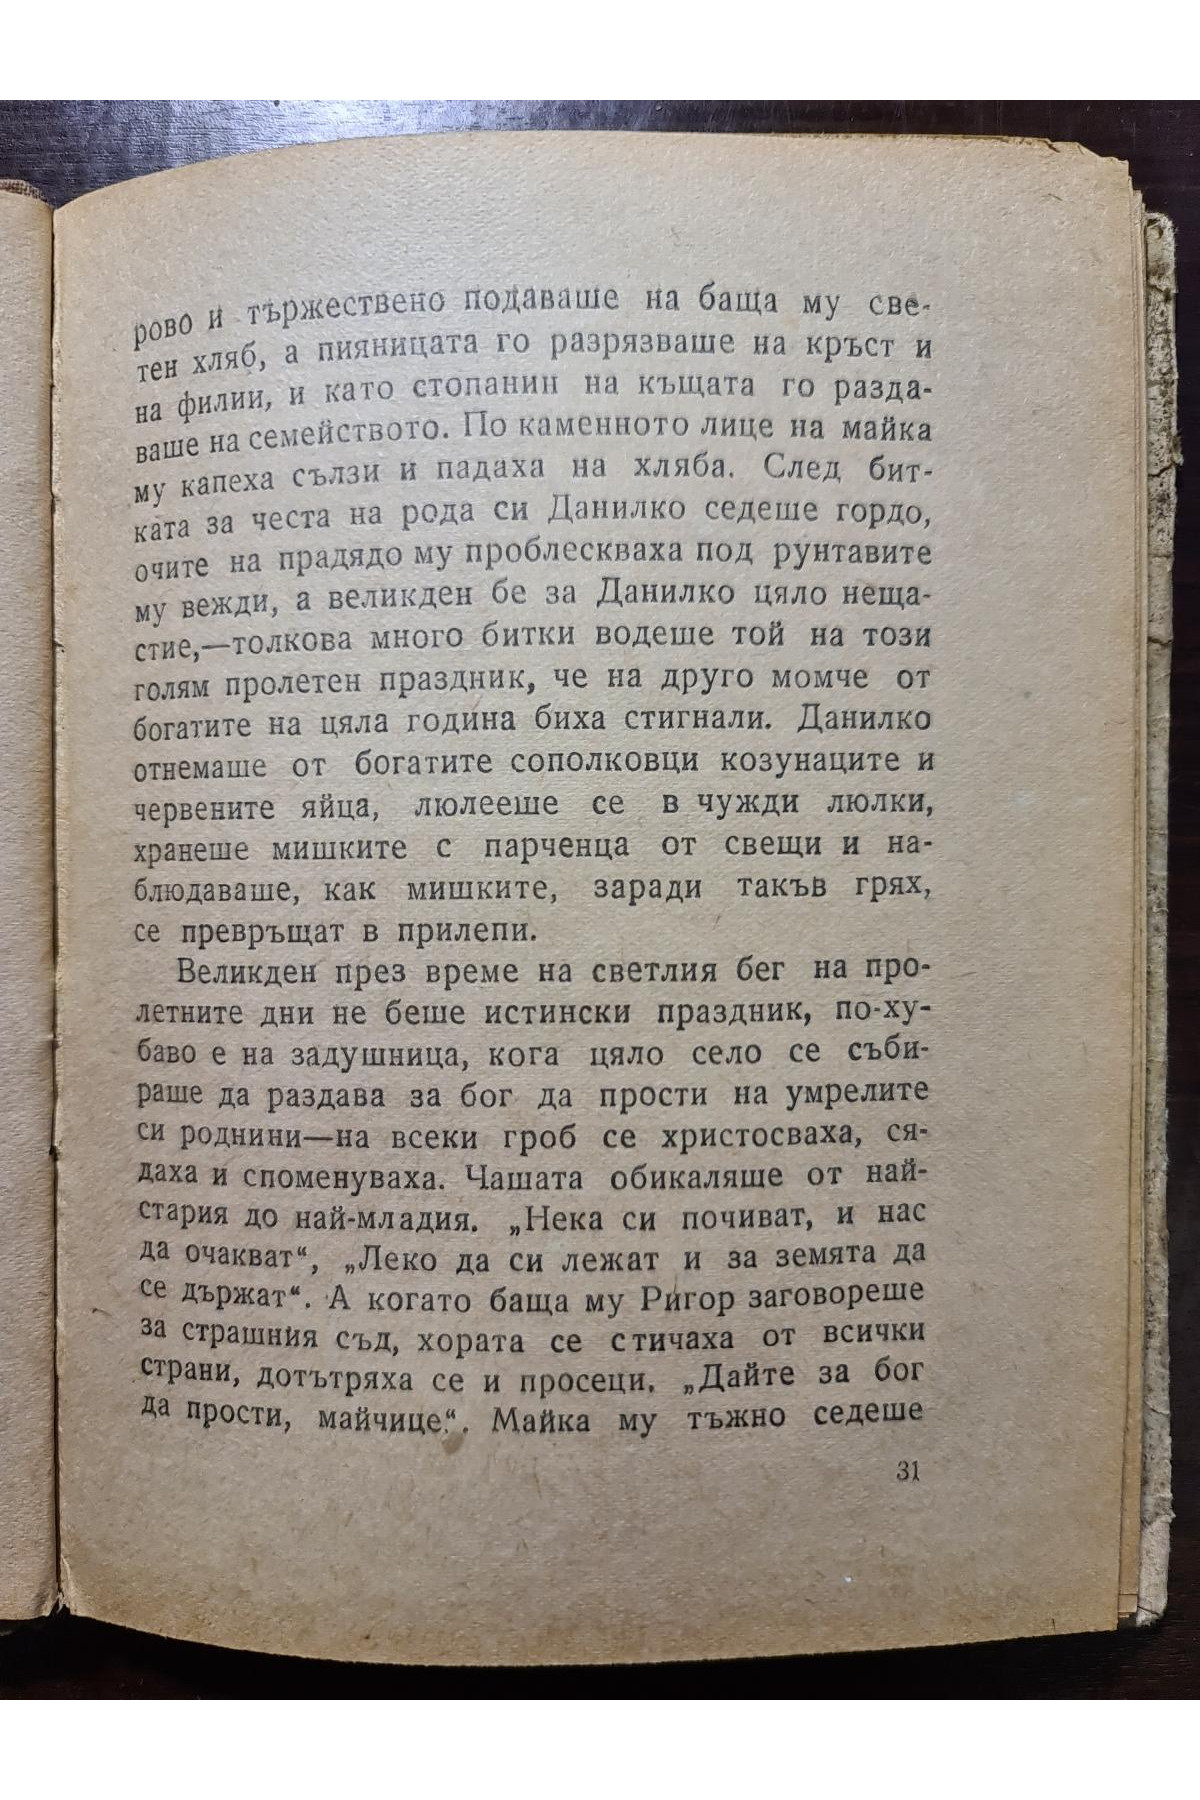 рово и тържествено подаваше на баща му све-
тен хляб, а пияницата го разрязваше на кръст и
на филии, и като стопанин на къщата го разда-
ваше на семейството. По каменното лице на майка
му капеха сълзи и падаха на хляба. След бит-
ката за честа на рода си Данилко седеше гордо,
очите на прадядо му проблескваха под рунтавите
му вежди, а великден бе за Данилко цяло неща-
стие,—толкова много битки водеше той на този
голям пролетен празник, че на друго момче от
богатите на цяла година биха стигнали. Данилко
отнемаше от богатите сополковци козунаците и
червените яйца, люлееше се в чужди люлки,
хранеше мишките с парченца от свещи и на-
блюдаваше, как мишките, заради такъв грях,
се превръщат в прилепи.
Великден през време на светлия бег на про-
летните дни не беше истински празник, по-ху-
баво е на задушница, кога цяло село се съби-
раше да раздава за бог да прости на умрелите
си роднини—на всеки гроб се христосваха, ся-
даха и споменуваха. Чашата обикаляше от най-
стария до най-младия. „Нека си почиват, и нас
да очакват“, „Леко да си лежат и за земята да
се държат“. А когато баща му Ригор заговореше
за страшния съд, хората се стичаха от всички
страни, дотътряха се и просеци. „Дайте за бог
да прости, майчице“. Майка му тъжно седеше
31